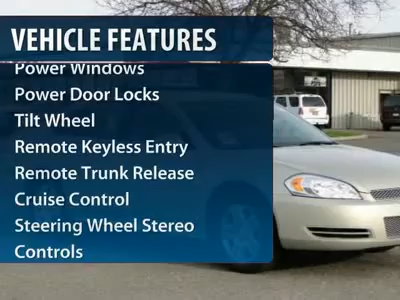 VEHICLE FEATURES
Power Windows
Power Door Locks
Tilt Wheel
Remote Keyless Entry
Remote Trunk Release
Cruise Control
Steering Wheel Stereo
Controls